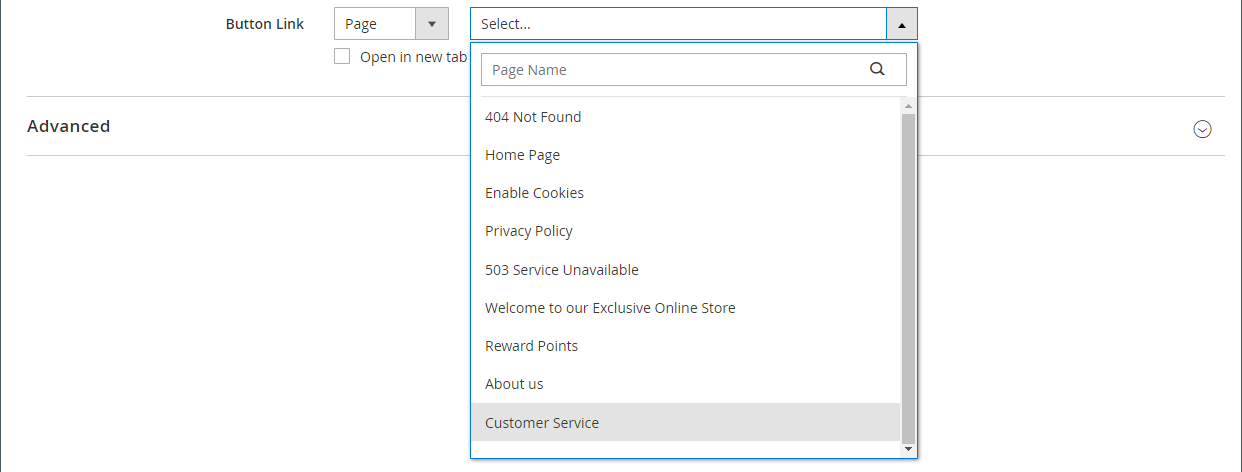 Button Link Page Select...
Open in new tab
Page Name
Advanced
404 Not Found
Home Page
Enable Cookies
Privacy Policy
503 Service Unavailable
Welcome to our Exclusive Online Store
Reward Points
About us
Customer Service